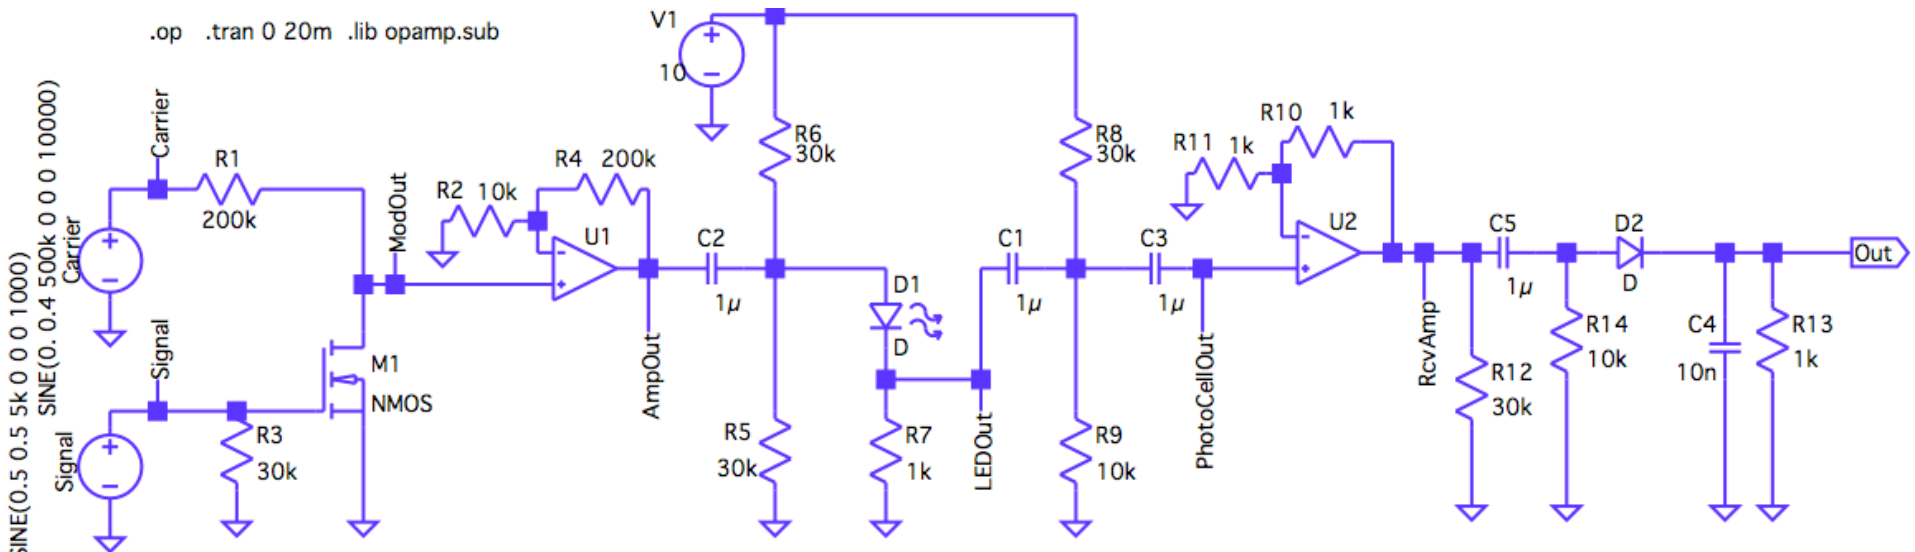 .op .tran 0 20m .lib opamp.sub
SINE(0.5 0.5 5k 0 0 0 1000)
SINE(0. 0.4 500k 0 0 0 10000)
Carrier
Carrier
R1
200k
Signal
Signal
R3
30k
M1
NMOS
ModOut
R2 10k
R4 200k
U1
AmpOut
C2
1µ
V1
10
R6
30k
R5
30k
D1
D
R7
1k
LEDOut
C1
1µ
R8
30k
R9
10k
C3
1µ
PhotoCellOut
R11 1k
R10 1k
U2
RcvAmp
R12
30k
C5
1µ
R14
10k
D2
D
C4
10n
R13
1k
Out